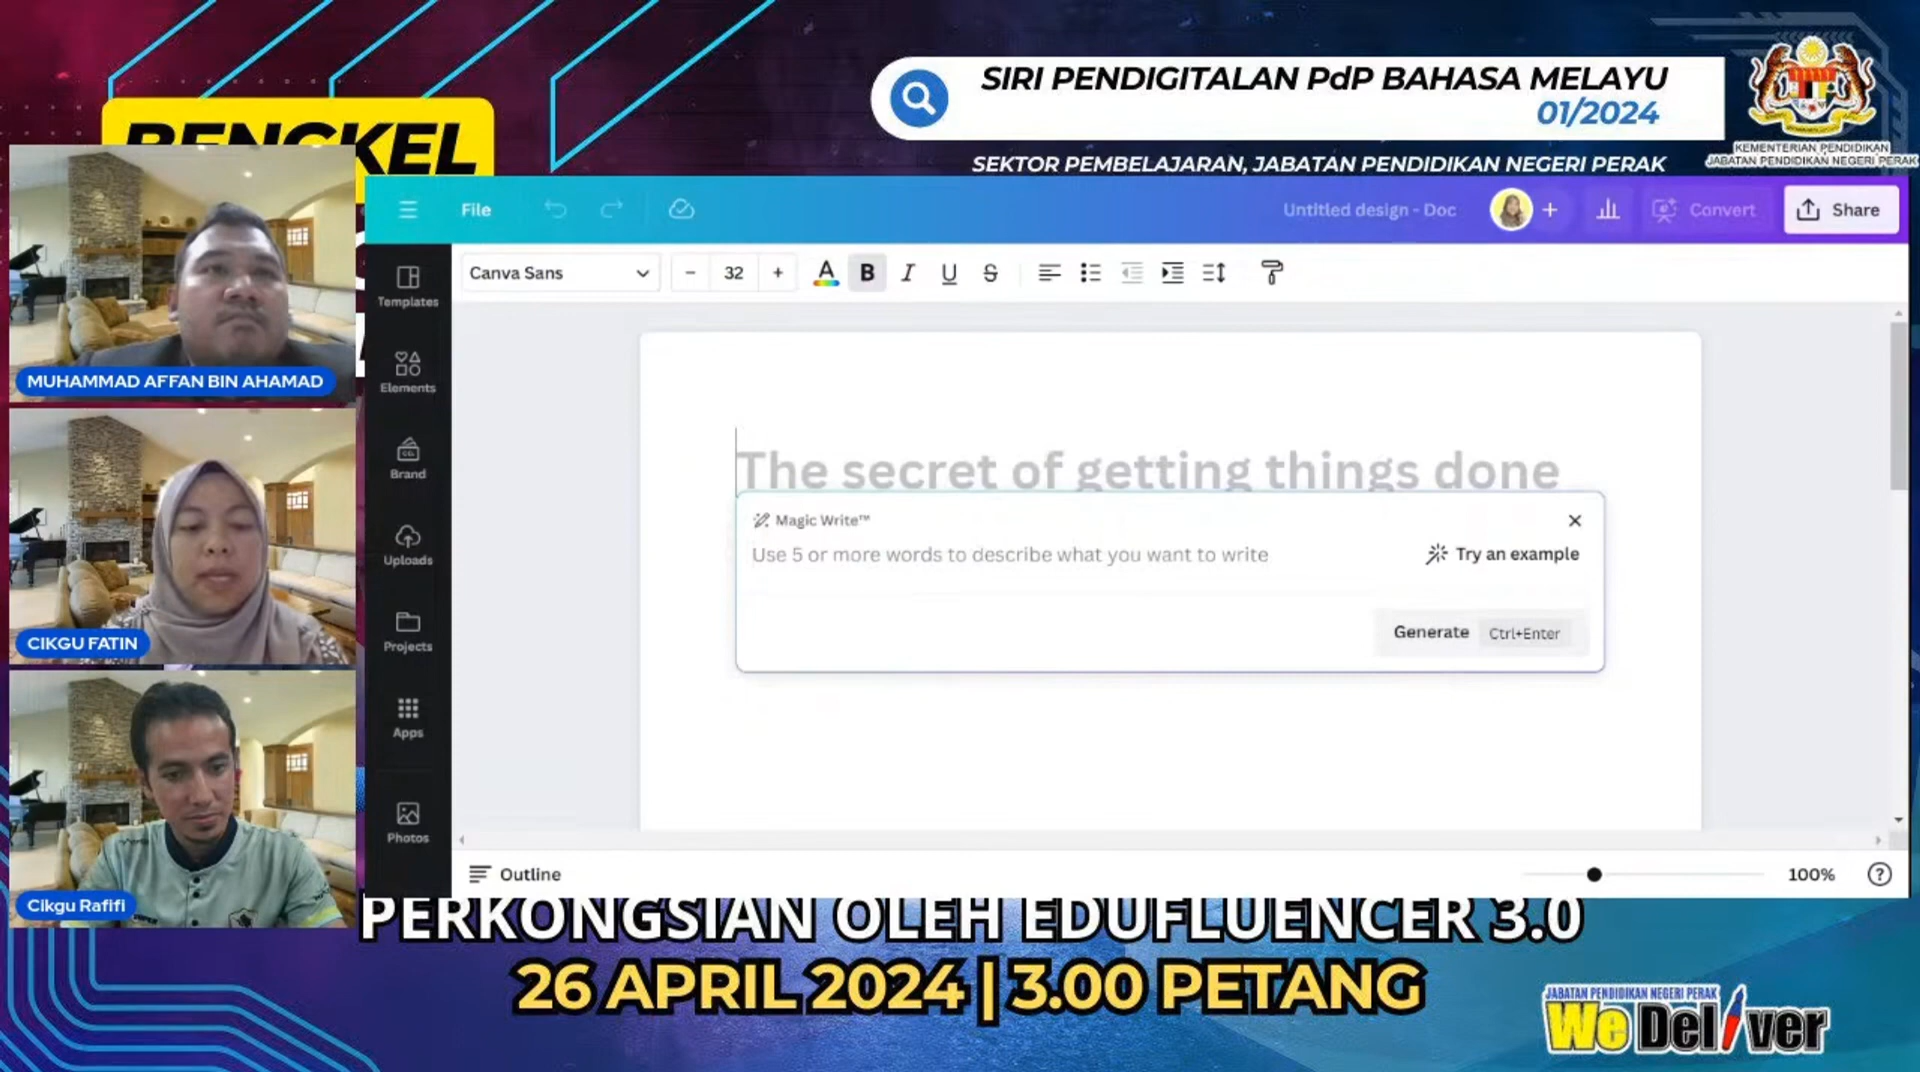 SIRI PENDIGITALAN PdP BAHASA MELAYU
01/2024
SEKTOR PEMBELAJARAN, JABATAN PENDIDIKAN NEGERI PERAK
KEMENTERIAN PENDIDIKAN
JABATAN PENDIDIKAN NEGERI PERAK
BENGKEL
MUHAMMAD AFFAN BIN AHAMAD
CIKGU FATIN
Cikgu Rafifi
File
Untitled design - Doc
Convert
Share
Canva Sans
32
A B I U S
Templates
Elements
Brand
Uploads
Projects
Apps
Photos
The secret of getting things done
Magic Write™
Use 5 or more words to describe what you want to write
Try an example
Generate Ctrl+Enter
Outline
100%
PERKONGSIAN OLEH EDUFLUENCER 3.0
26 APRIL 2024 | 3.00 PETANG
JABATAN PENDIDIKAN NEGERI PERAK
We Deliver